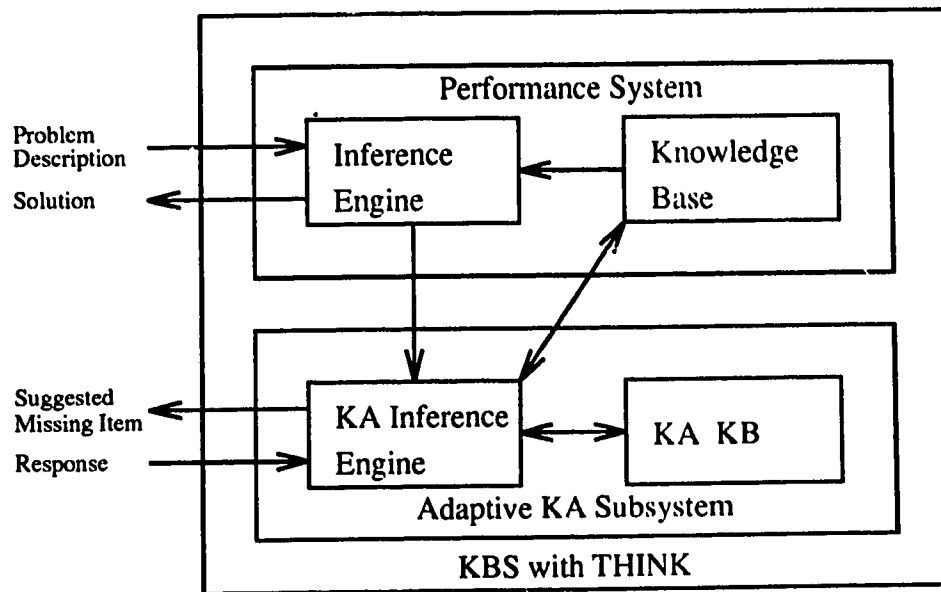 Performance System
Problem
Description
Solution
Inference
Engine
Knowledge
Base
Suggested
Missing Item
Response
KA Inference
Engine
KA KB
Adaptive KA Subsystem
KBS with THINK